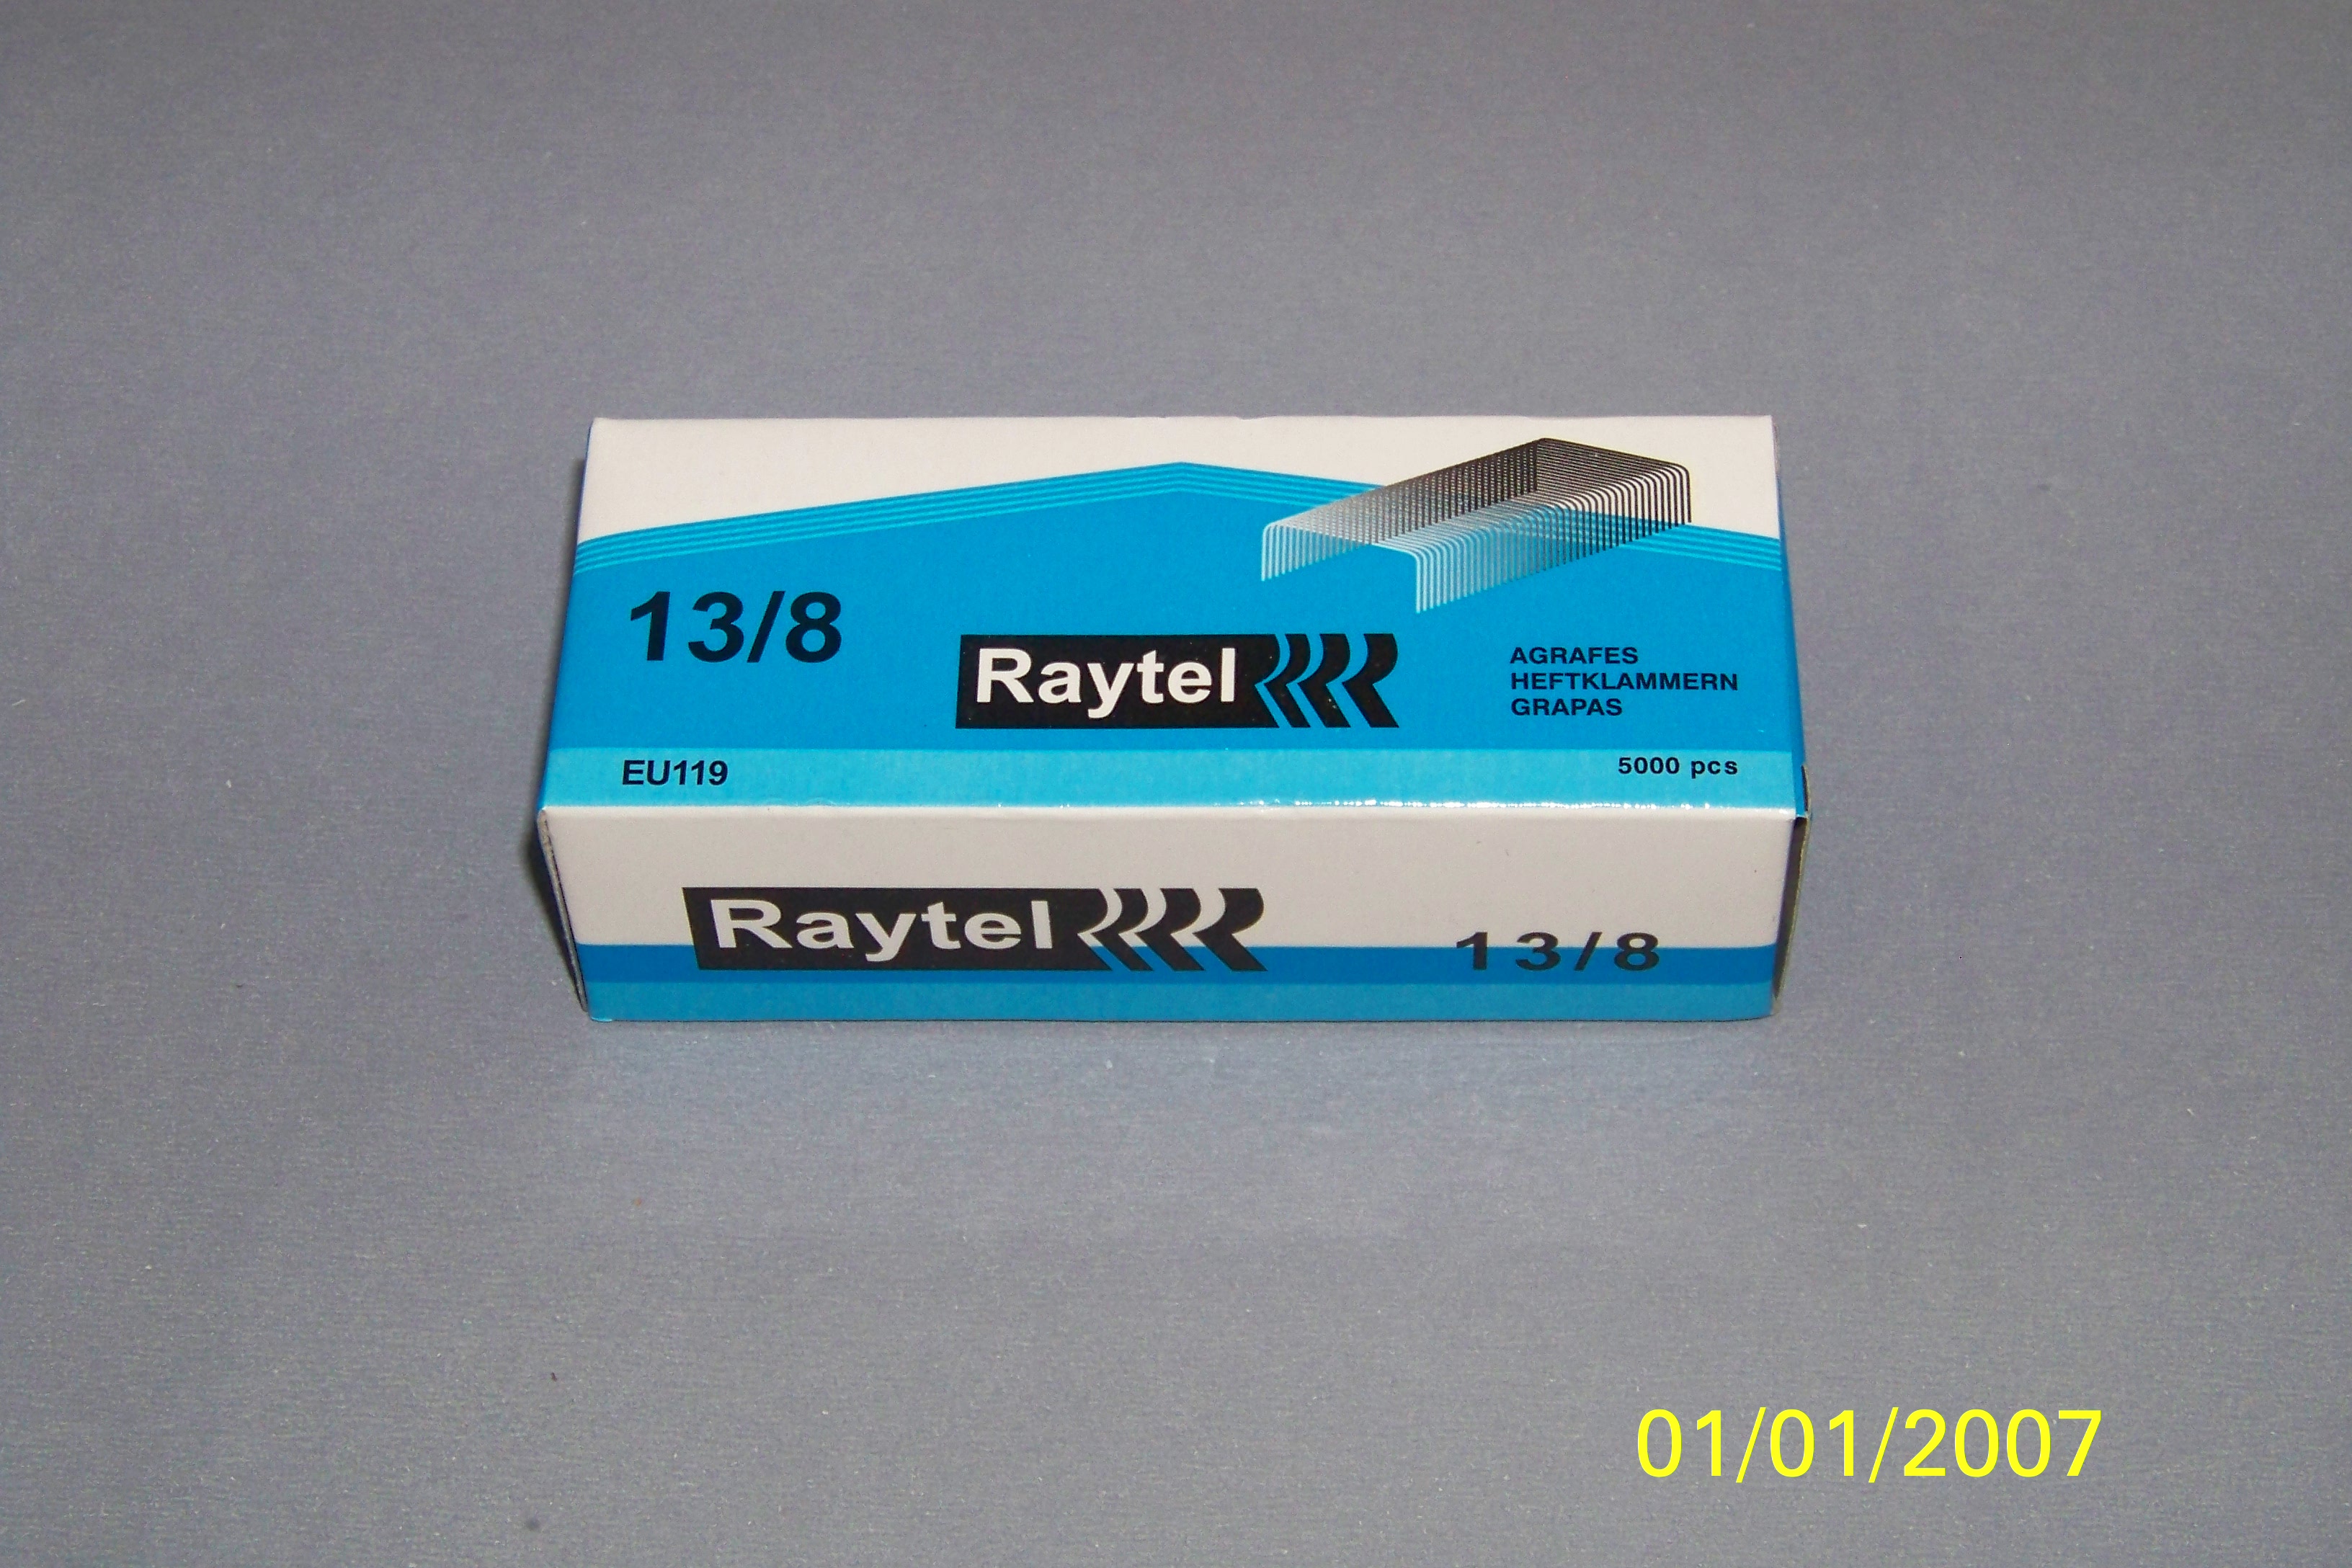 13/8
Raytel
AGRAFES
HEFTKLAMMERN
GRAPAS
EU119
5000 pcs
Raytel
13/8
01/01/2007